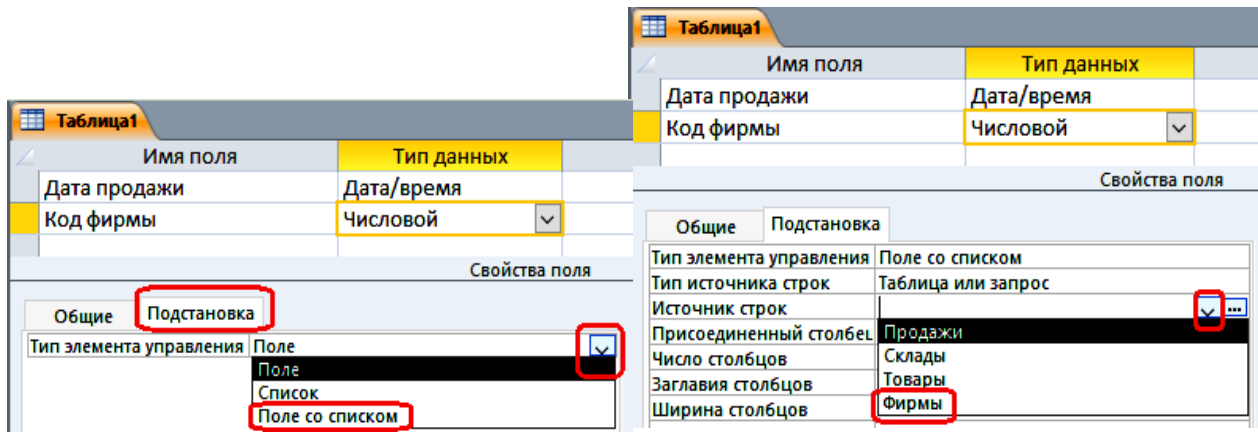 Таблица1
Имя поля Тип данных
Дата продажи Дата/время
Код фирмы Числовой
Свойства поля
Общие Подстановка
Тип элемента управления Поле
Поле
Список
Поле со списком
Таблица1
Имя поля Тип данных
Дата продажи Дата/время
Код фирмы Числовой
Свойства поля
Общие Подстановка
Тип элемента управления Поле со списком
Тип источника строк Таблица или запрос
Источник строк
Присоединенный столбец Продажи
Число столбцов Склады
Заглавия столбцов Товары
Ширина столбцов Фирмы